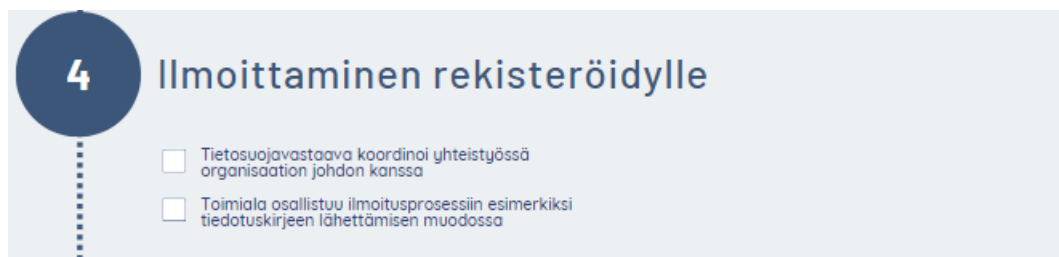 4
Ilmoittaminen rekisteröidylle
Tietosuojavastaava koordinoi yhteistyössä
organisaation johdon kanssa
Toimiala osallistuu ilmoitusprosessiin esimerkiksi
tiedotuskirjeen lähettämisen muodossa